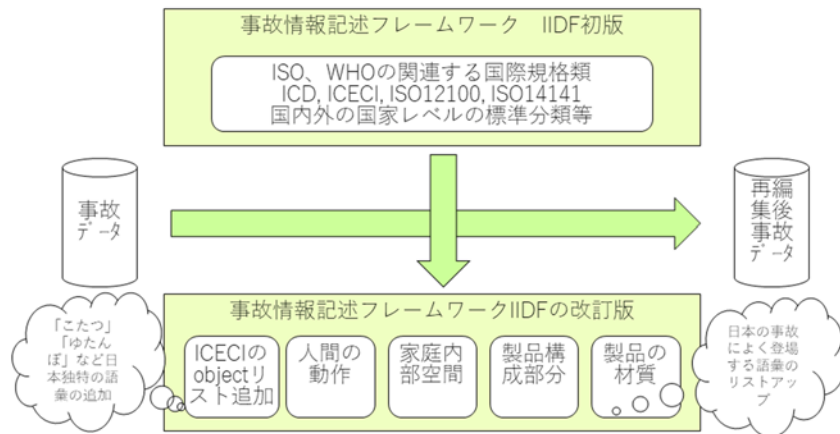 事故情報記述フレームワーク　IIDF初版
ISO、WHOの関連する国際規格類
ICD, ICECI, ISO12100, ISO14141
国内外の国家レベルの標準分類等
事故
ﾃﾞｰﾀ
再編
集後
事故
ﾃﾞｰﾀ
事故情報記述フレームワークIIDFの改訂版
ICECIの
objectリ
スト追加
人間の
動作
家庭内
部空間
製品構
成部分
製品の
材質
「こたつ」
「ゆたん
ぽ」など日
本独特の語
彙の追加
日本の事故
によく登場
する語彙の
リストアッ
プ